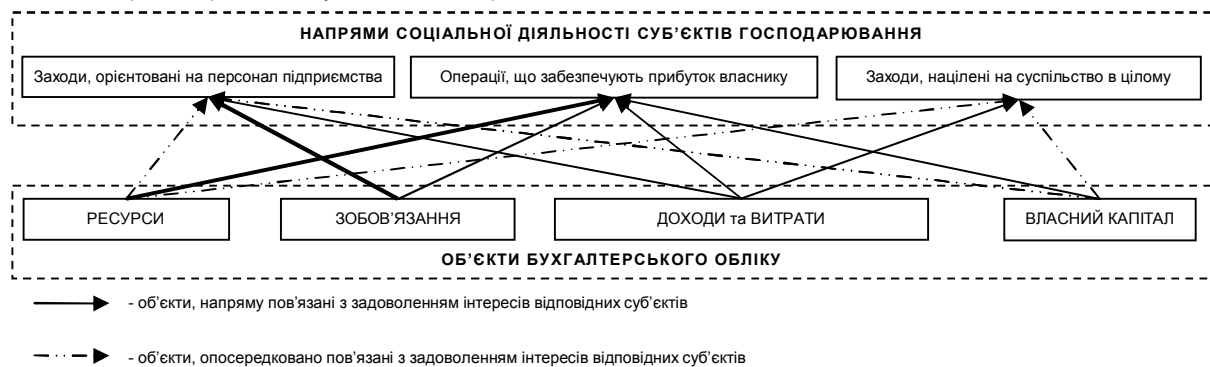 НАПРЯМИ СОЦІАЛЬНОЇ ДІЯЛЬНОСТІ СУБ’ЄКТІВ ГОСПОДАРЮВАННЯ
Заходи, орієнтовані на персонал підприємства
Операції, що забезпечують прибуток власнику
Заходи, націлені на суспільство в цілому
РЕСУРСИ
ЗОБОВ’ЯЗАННЯ
ДОХОДИ та ВИТРАТИ
ВЛАСНИЙ КАПІТАЛ
ОБ’ЄКТИ БУХГАЛТЕРСЬКОГО ОБЛІКУ
- об’єкти, напряму пов’язані з задоволенням інтересів відповідних суб’єктів
- об’єкти, опосередковано пов’язані з задоволенням інтересів відповідних суб’єктів